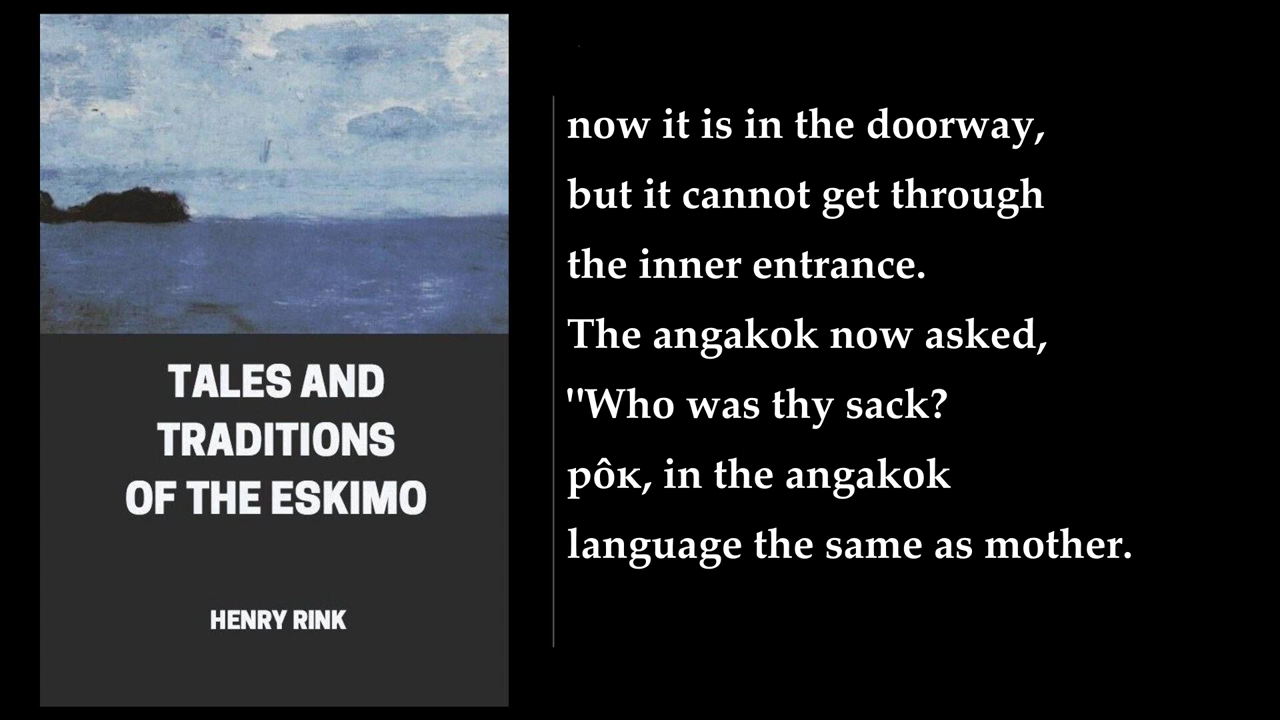 TALES AND
TRADITIONS
OF THE ESKIMO
HENRY RINK
now it is in the doorway,
but it cannot get through
the inner entrance.
The angakok now asked,
"Who was thy sack?
pôĸ, in the angakok
language the same as mother.